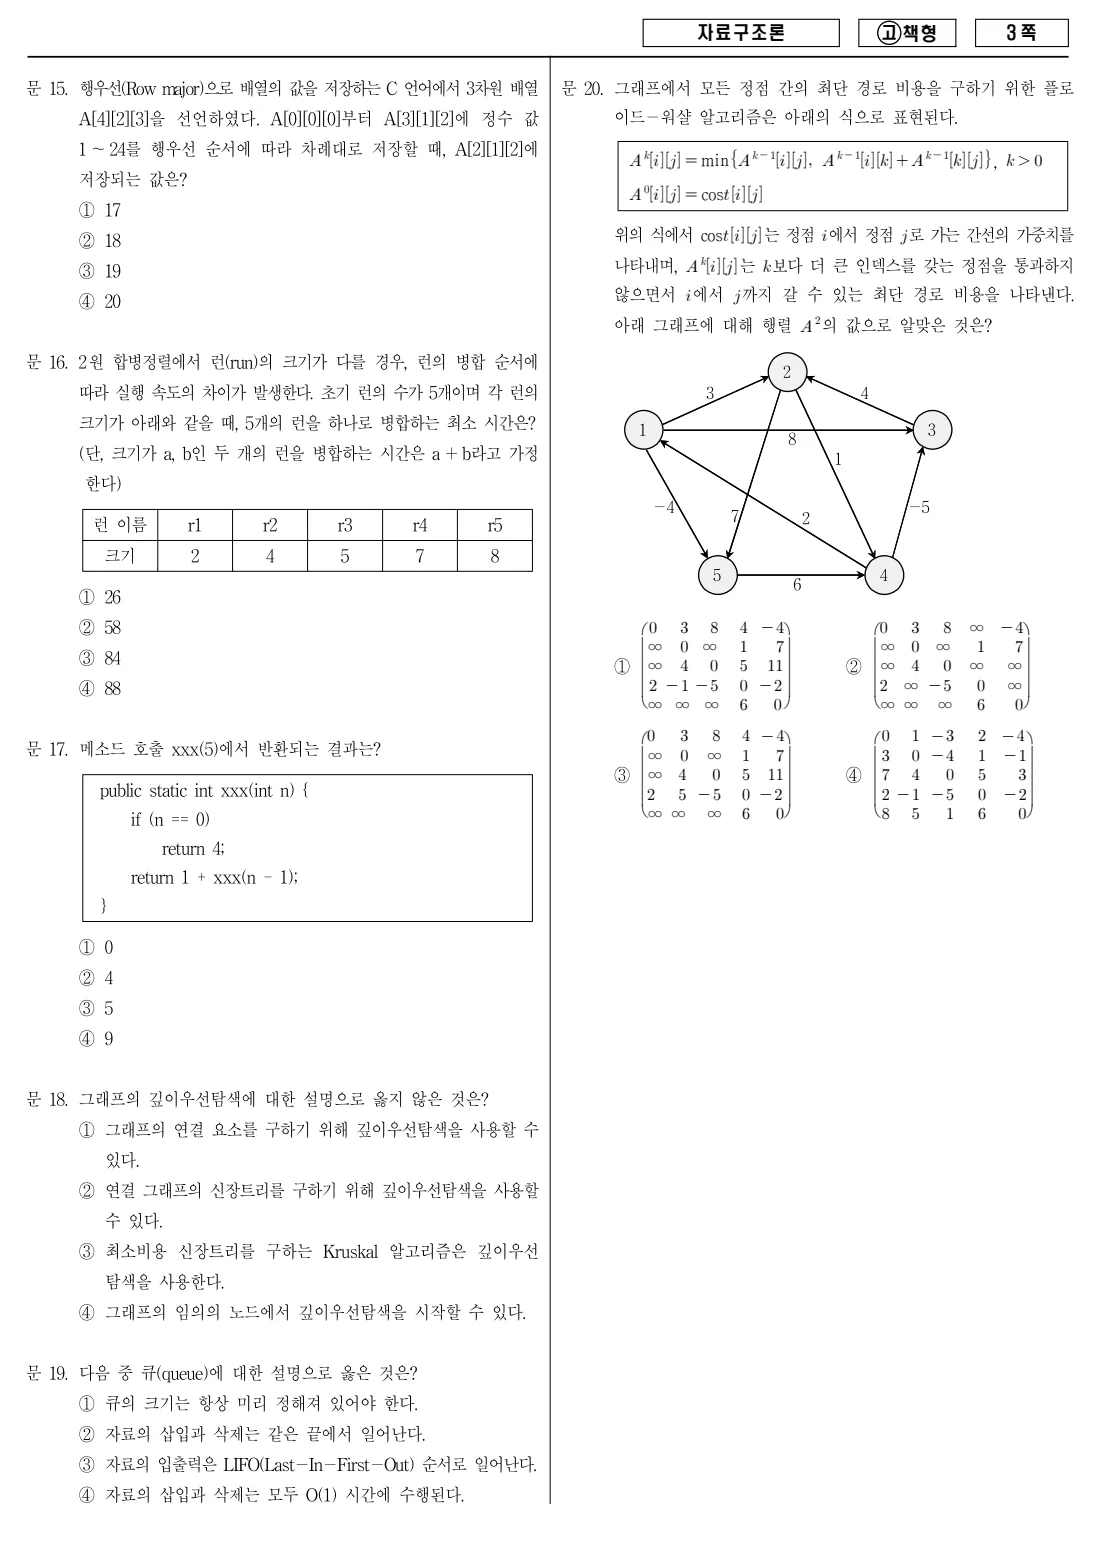 자료구조론
고책형
3쪽
문 15. 행우선(Row major)으로 배열의 값을 저장하는 C 언어에서 3차원 배열
A[4][2][3]을 선언하였다. A[0][0][0]부터 A[3][1][2]에 정수 값
1 ~ 24를 행우선 순서에 따라 차례대로 저장할 때, A[2][1][2]에
저장되는 값은?
① 17
② 18
③ 19
④ 20
문 16. 2원 합병정렬에서 런(run)의 크기가 다를 경우, 런의 병합 순서에
따라 실행 속도의 차이가 발생한다. 초기 런의 수가 5개이며 각 런의
크기가 아래와 같을 때, 5개의 런을 하나로 병합하는 최소 시간은?
(단, 크기가 a, b인 두 개의 런을 병합하는 시간은 a + b라고 가정
한다)
런 이름 r1 r2 r3 r4 r5
크기 2 4 5 7 8
① 26
② 58
③ 84
④ 88
문 17. 메소드 호출 xxx(5)에서 반환되는 결과는?
public static int xxx(int n) {
if (n == 0)
return 4;
return 1 + xxx(n - 1);
}
① 0
② 4
③ 5
④ 9
문 18. 그래프의 깊이우선탐색에 대한 설명으로 옳지 않은 것은?
① 그래프의 연결 요소를 구하기 위해 깊이우선탐색을 사용할 수
있다.
② 연결 그래프의 신장트리를 구하기 위해 깊이우선탐색을 사용할
수 있다.
③ 최소비용 신장트리를 구하는 Kruskal 알고리즘은 깊이우선
탐색을 사용한다.
④ 그래프의 임의의 노드에서 깊이우선탐색을 시작할 수 있다.
문 19. 다음 중 큐(queue)에 대한 설명으로 옳은 것은?
① 큐의 크기는 항상 미리 정해져 있어야 한다.
② 자료의 삽입과 삭제는 같은 끝에서 일어난다.
③ 자료의 입출력은 LIFO(Last-In-First-Out) 순서로 일어난다.
④ 자료의 삽입과 삭제는 모두 O(1) 시간에 수행된다.
문 20. 그래프에서 모든 정점 간의 최단 경로 비용을 구하기 위한 플로
이드-워샬 알고리즘은 아래의 식으로 표현된다.
A^k[i][j] = min{A^{k-1}[i][j], A^{k-1}[i][k] + A^{k-1}[k][j]}, k > 0
A^0[i][j] = cost[i][j]
위의 식에서 cost[i][j]는 정점 i에서 정점 j로 가는 간선의 가중치를
나타내며, A^k[i][j]는 k보다 더 큰 인덱스를 갖는 정점을 통과하지
않으면서 i에서 j까지 갈 수 있는 최단 경로 비용을 나타낸다.
아래 그래프에 대해 행렬 A^2의 값으로 알맞은 것은?
2
3 4
1 8 3
1
-4 7 2 -5
5 6 4
①
0 3 8 4 -4
∞ 0 ∞ 1 7
∞ 4 0 5 11
2 -1 -5 0 -2
∞ ∞ ∞ 6 0
②
0 3 8 ∞ -4
∞ 0 ∞ 1 7
∞ 4 0 ∞ ∞
2 ∞ -5 0 ∞
∞ ∞ ∞ 6 0
③
0 3 8 4 -4
∞ 0 ∞ 1 7
∞ 4 0 5 11
2 5 -5 0 -2
∞ ∞ ∞ 6 0
④
0 1 -3 2 -4
3 0 -4 1 -1
7 4 0 5 3
2 -1 -5 0 -2
8 5 1 6 0